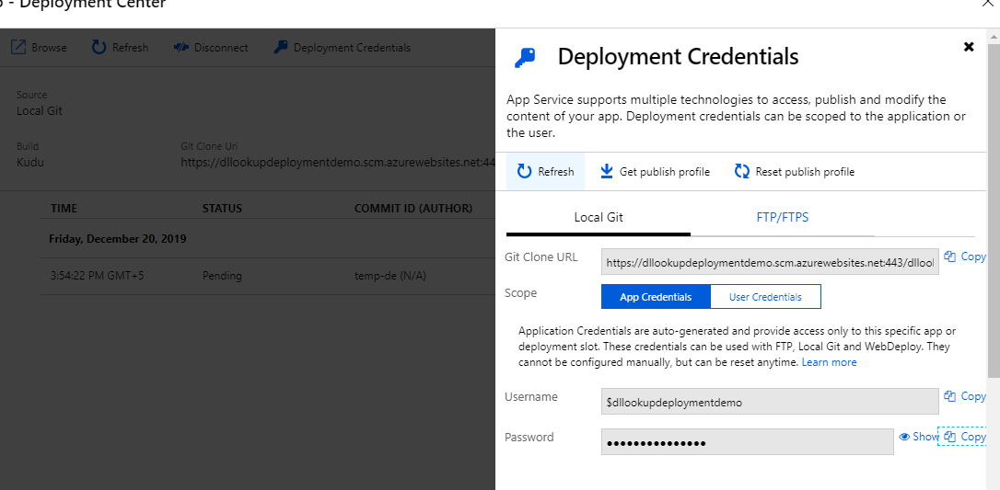 - Deployment Center
Browse Refresh Disconnect Deployment Credentials
Source
Local Git
Build Git Clone Uri
Kudu https://dllookupdeploymentdemo.scm.azurewebsites.net:44
TIME STATUS COMMIT ID (AUTHOR)
Friday, December 20, 2019
3:54:22 PM GMT+5 Pending temp-de (N/A)
Deployment Credentials
App Service supports multiple technologies to access, publish and modify the
content of your app. Deployment credentials can be scoped to the application or
the user.
Refresh Get publish profile Reset publish profile
Local Git FTP/FTPS
Git Clone URL https://dllookupdeploymentdemo.scm.azurewebsites.net:443/dllool Copy
Scope App Credentials User Credentials
Application Credentials are auto-generated and provide access only to this specific app or
deployment slot. These credentials can be used with FTP, Local Git and WebDeploy. They
cannot be configured manually, but can be reset anytime. Learn more
Username $dllookupdeploymentdemo Copy
Password ••••••••••••••• Show Copy